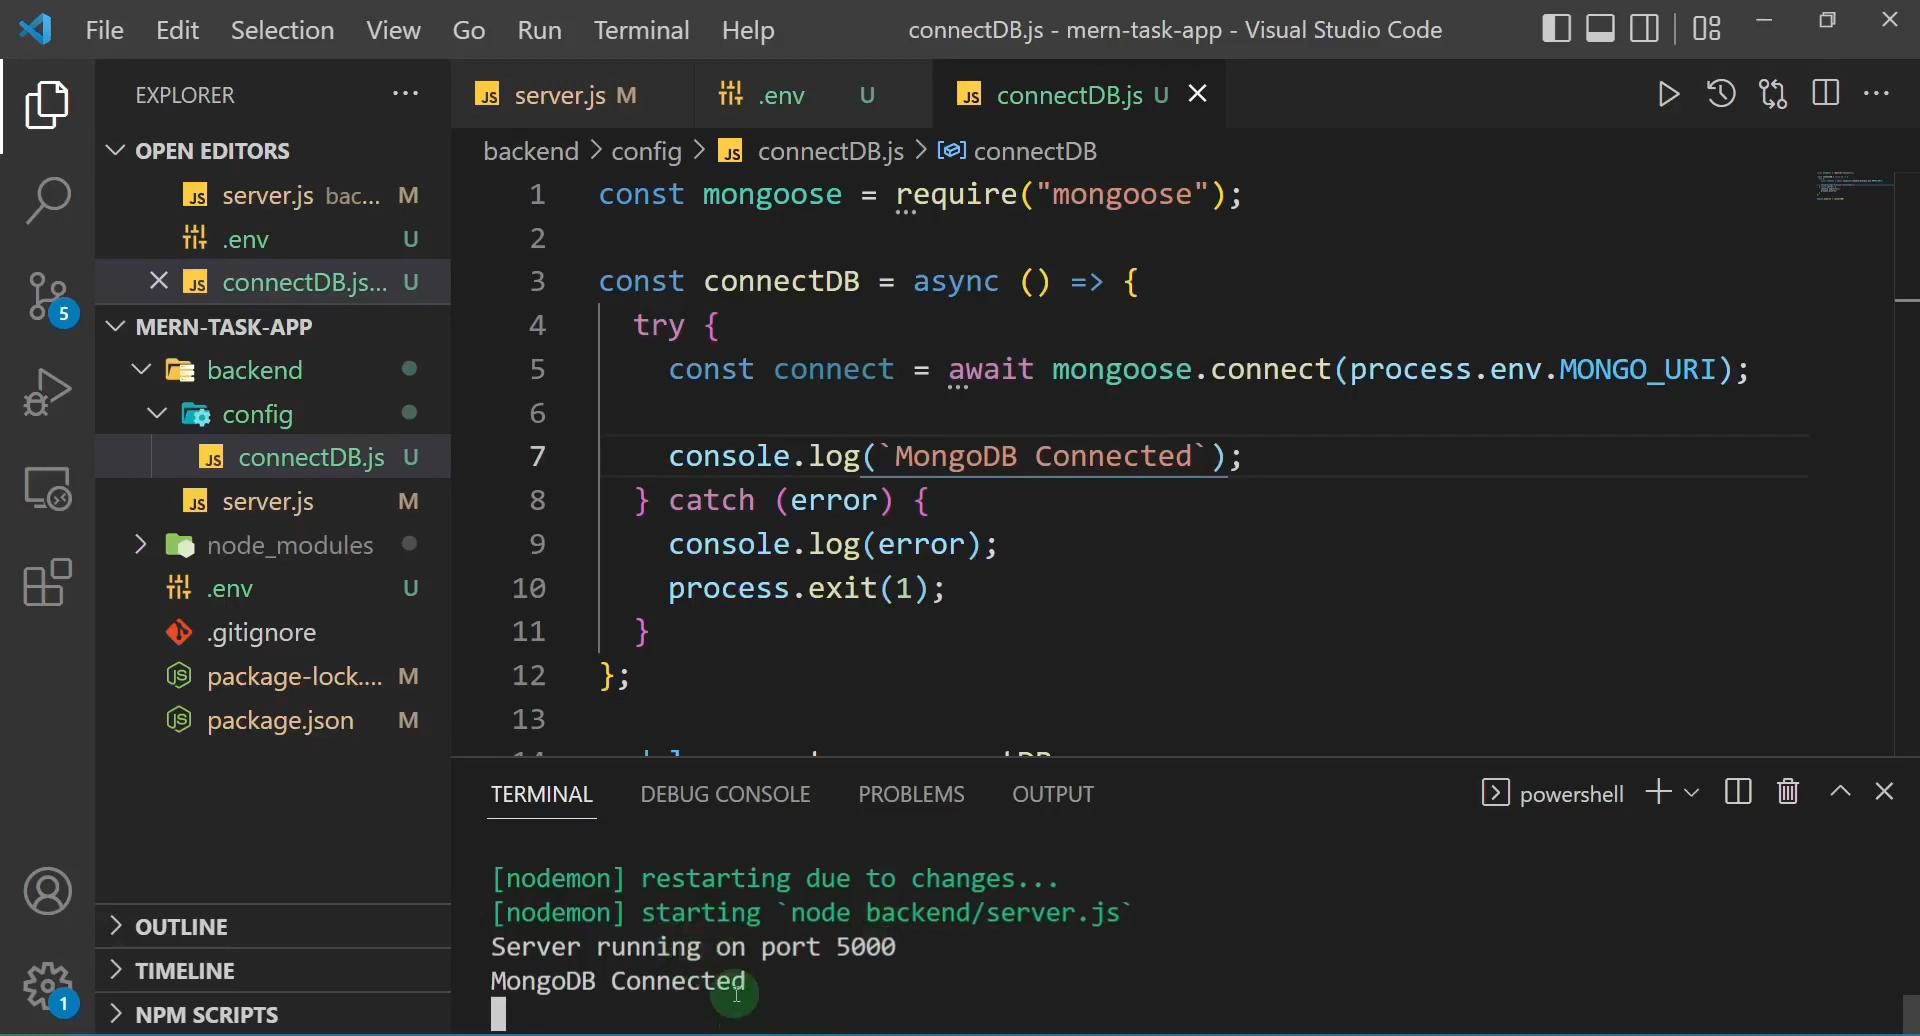 File Edit Selection View Go Run Terminal Help
connectDB.js - mern-task-app - Visual Studio Code
EXPLORER
OPEN EDITORS
server.js bac... M
.env U
connectDB.js... U
MERN-TASK-APP
backend
config
connectDB.js U
server.js M
node_modules
.env U
.gitignore
package-lock.... M
package.json M
OUTLINE
TIMELINE
NPM SCRIPTS
5
1
server.js M
.env U
connectDB.js U
backend > config > JS connectDB.js > connectDB
1 const mongoose = require("mongoose");
2
3 const connectDB = async () => {
4 try {
5 const connect = await mongoose.connect(process.env.MONGO_URI);
6
7 console.log(`MongoDB Connected`);
8 } catch (error) {
9 console.log(error);
10 process.exit(1);
11 }
12 };
13
TERMINAL DEBUG CONSOLE PROBLEMS OUTPUT
powershell
[nodemon] restarting due to changes...
[nodemon] starting `node backend/server.js`
Server running on port 5000
MongoDB Connected